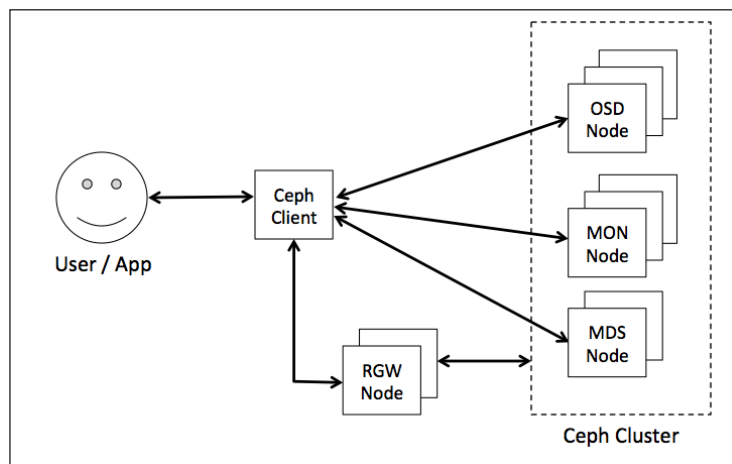 OSD
Node
Ceph
Client
MON
Node
User / App
MDS
Node
RGW
Node
Ceph Cluster